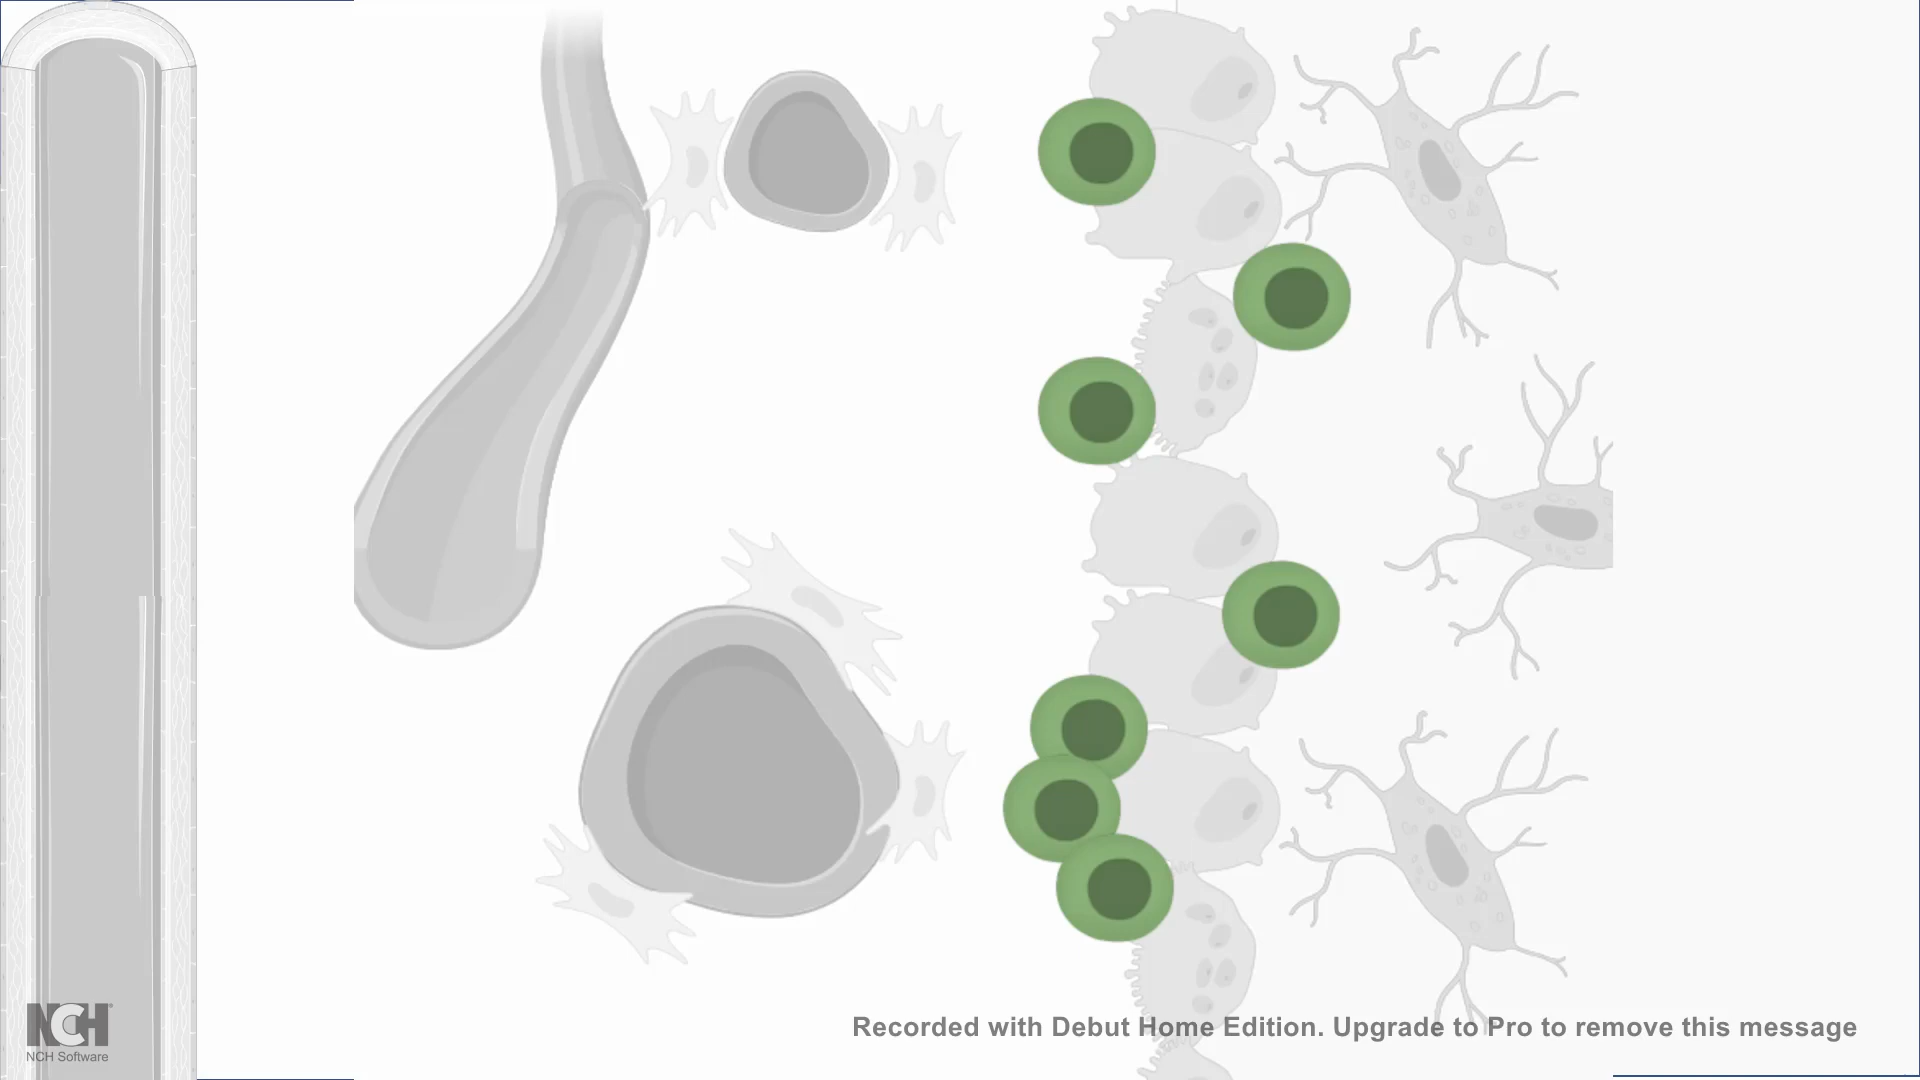 NCH
NCH Software
Recorded with Debut Home Edition. Upgrade to Pro to remove this message